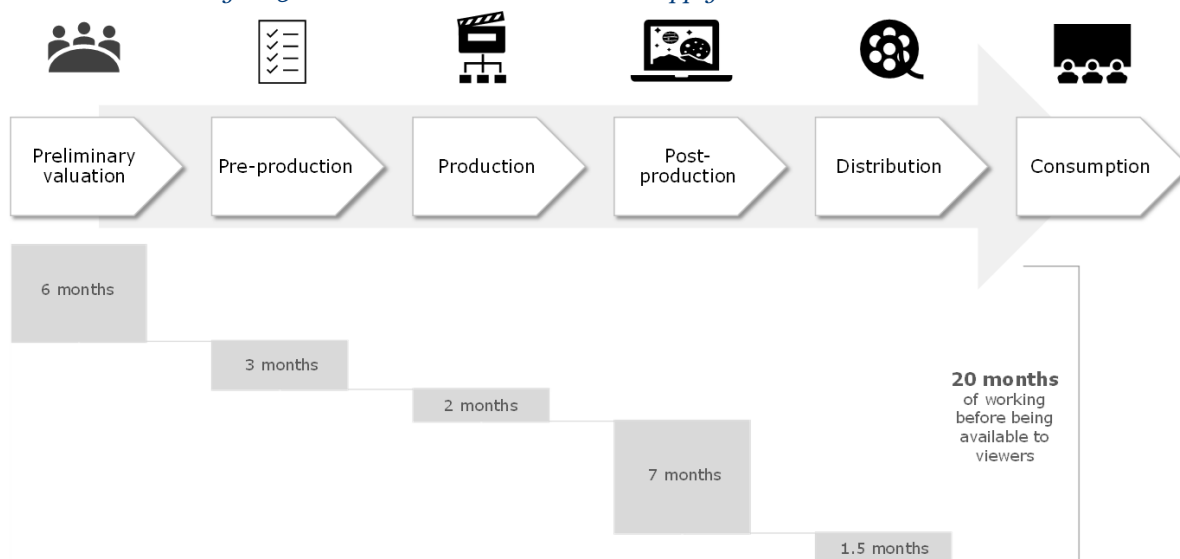 Preliminary
valuation
Pre-production
Production
Post-
production
Distribution
Consumption
6 months
3 months
2 months
7 months
1.5 months
20 months
of working
before being
available to
viewers